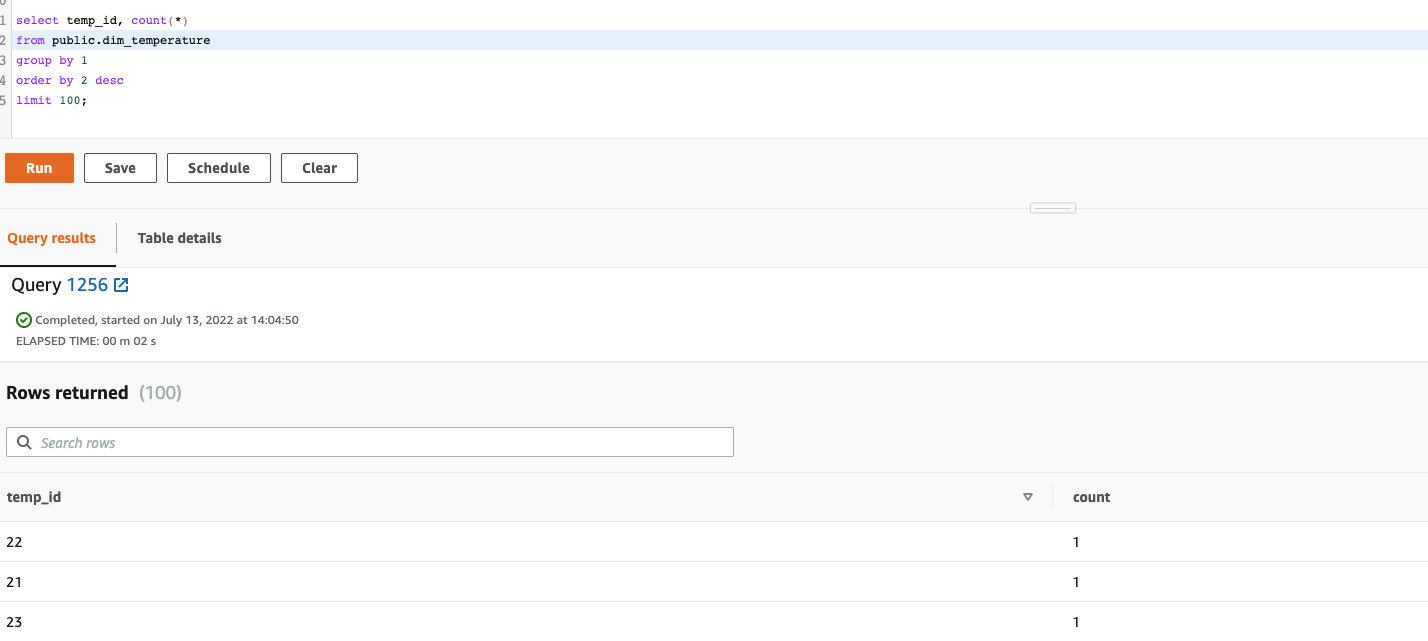 1 select temp_id, count(*)
2 from public.dim_temperature
3 group by 1
4 order by 2 desc
5 limit 100;
Run Save Schedule Clear
Query results Table details
Query 1256
Completed, started on July 13, 2022 at 14:04:50
ELAPSED TIME: 00 m 02 s
Rows returned (100)
Search rows
temp_id count
22 1
21 1
23 1